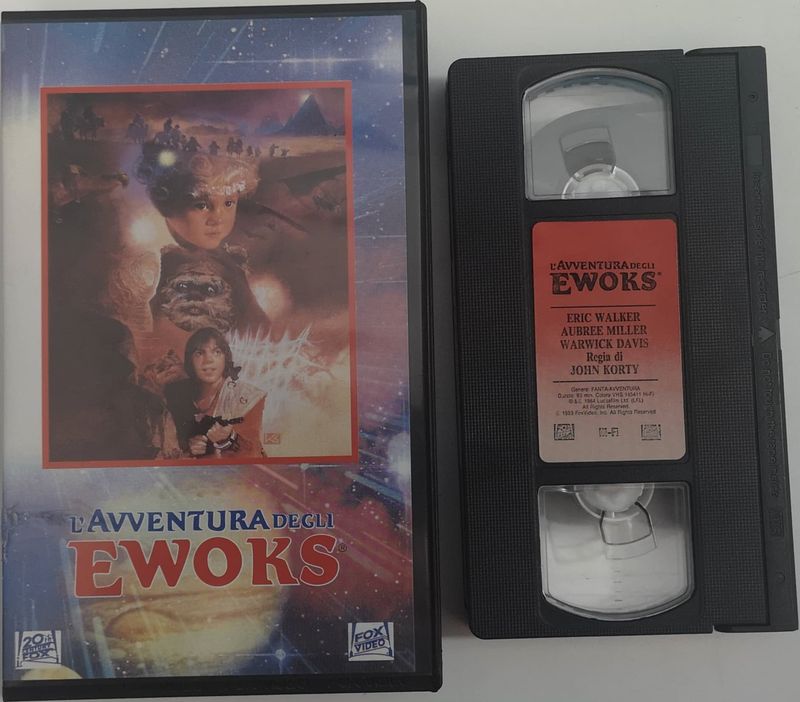 L'AVVENTURA DEGLI
EWOKS®
20TH
CENTURY
FOX
FOX
VIDEO
L'AVVENTURA DEGLI
EWOKS®
ERIC WALKER
AUBREE MILLER
WARWICK DAVIS
Regia di
JOHN KORTY
Genere: FANTA-AVVENTURA
All Rights Reserved.